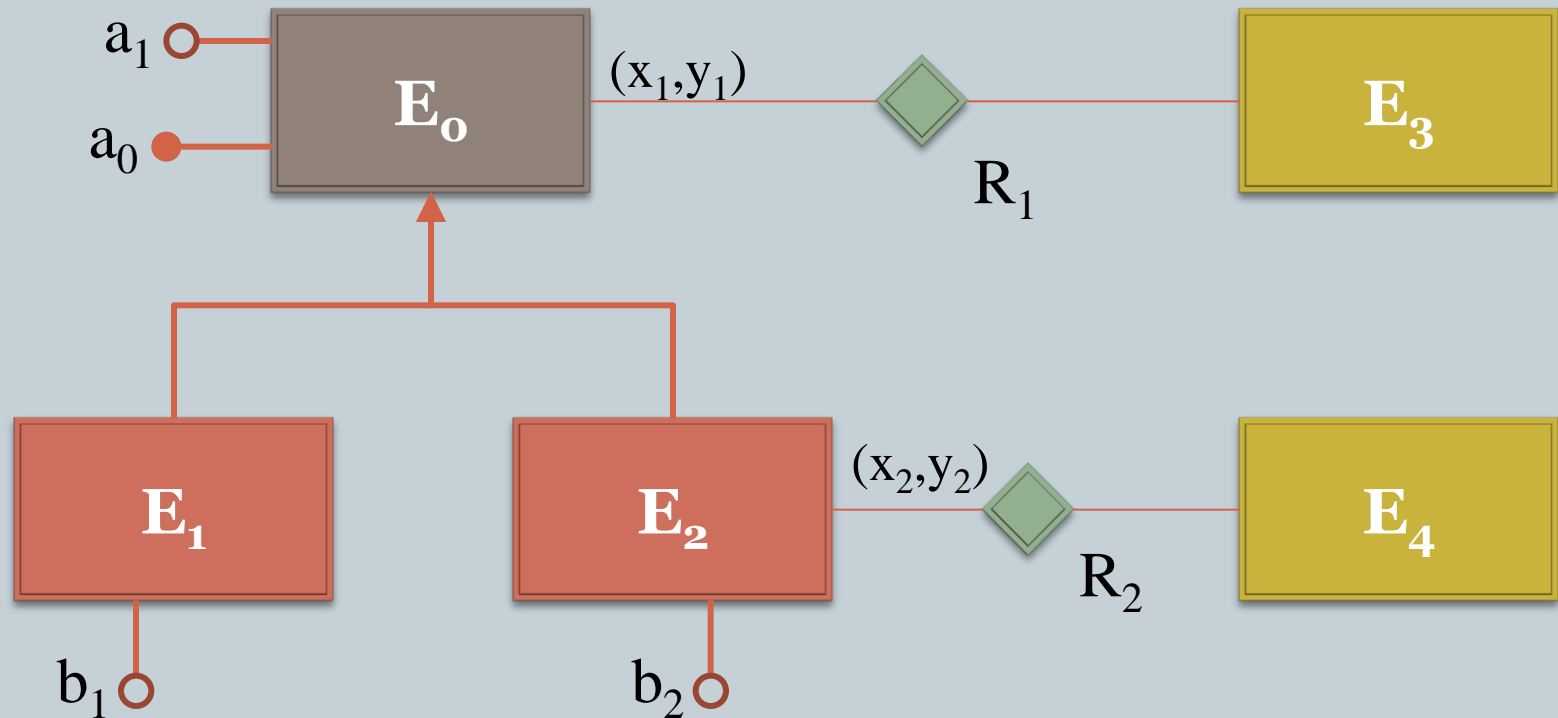 a₁
E₀
(x₁,y₁)
E₃
a₀
R₁
E₁
E₂
(x₂,y₂)
E₄
R₂
b₁
b₂